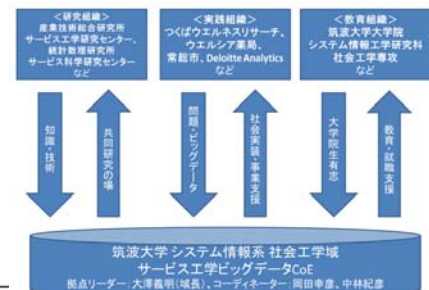 ＜研究組織＞
産業技術総合研究所
サービス工学研究センター、
統計数理研究所
サービス科学研究センター
など
＜実践組織＞
つくばウエルネスリサーチ、
ウエルシア薬局、
常総市、Deloitte Analytics
など
＜教育組織＞
筑波大学大学院
システム情報工学研究科
社会工学専攻
など
知識・技術
共同研究の場
問題・ビッグデータ
社会実装・事業支援
大学院生有志
教育・就職支援
筑波大学 システム情報系 社会工学域
サービス工学ビッグデータCoE
拠点リーダー：大澤義明（域長）、コーディネーター：岡田幸彦、中林紀彦